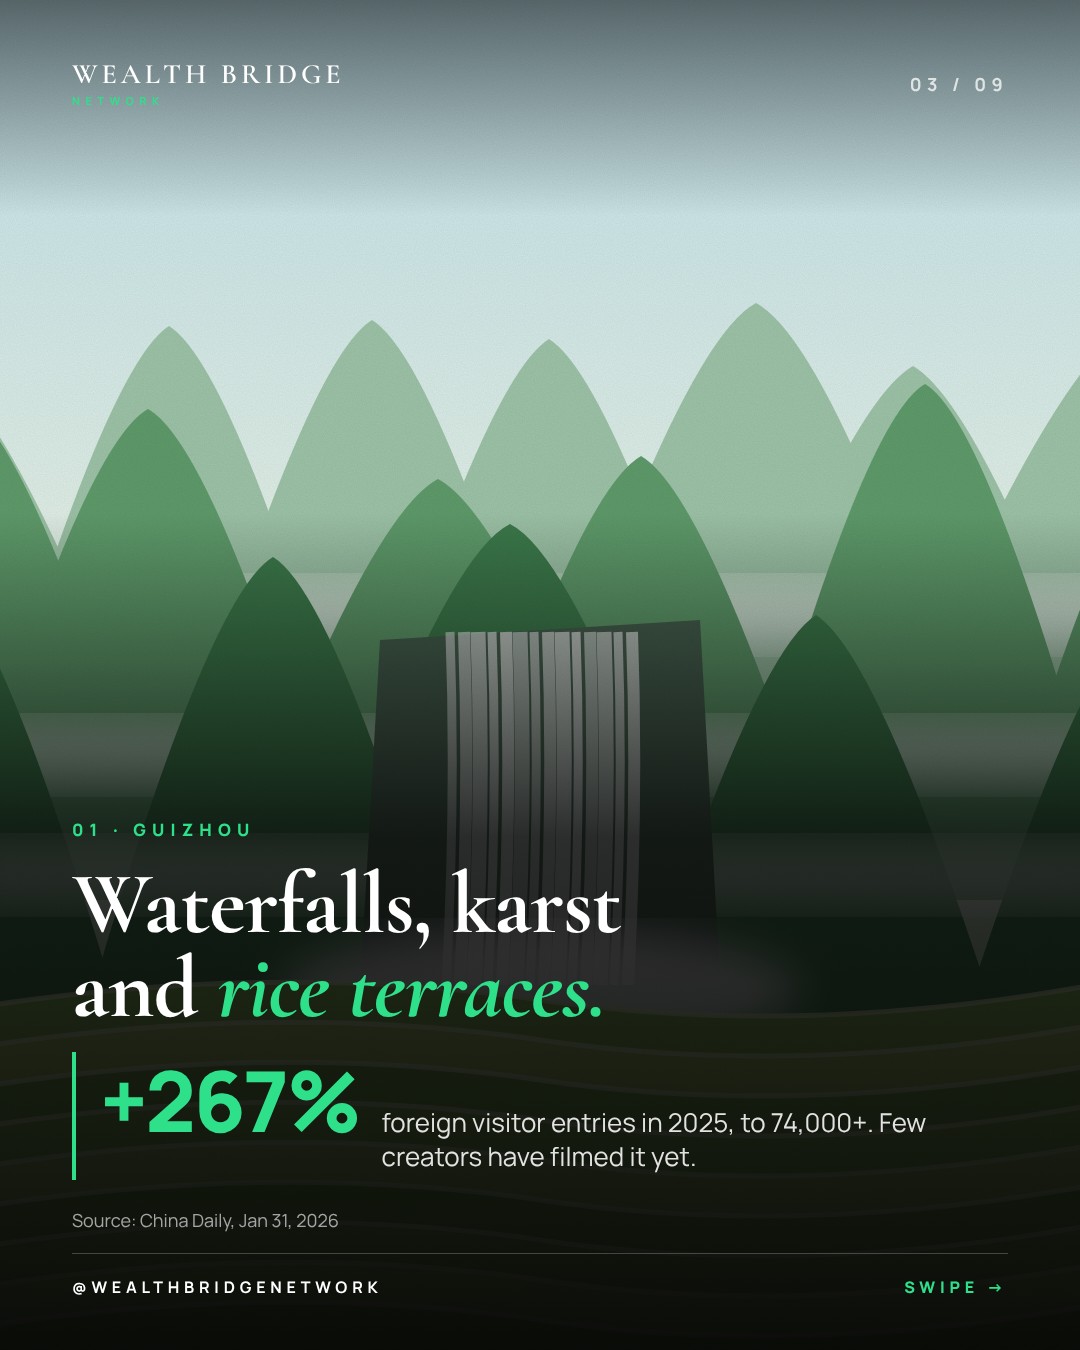 WEALTH BRIDGE
NETWORK
03 / 09
01 · GUIZHOU
Waterfalls, karst
and rice terraces.
+267%
foreign visitor entries in 2025, to 74,000+. Few
creators have filmed it yet.
Source: China Daily, Jan 31, 2026
@WEALTHBRIDGENETWORK
SWIPE →